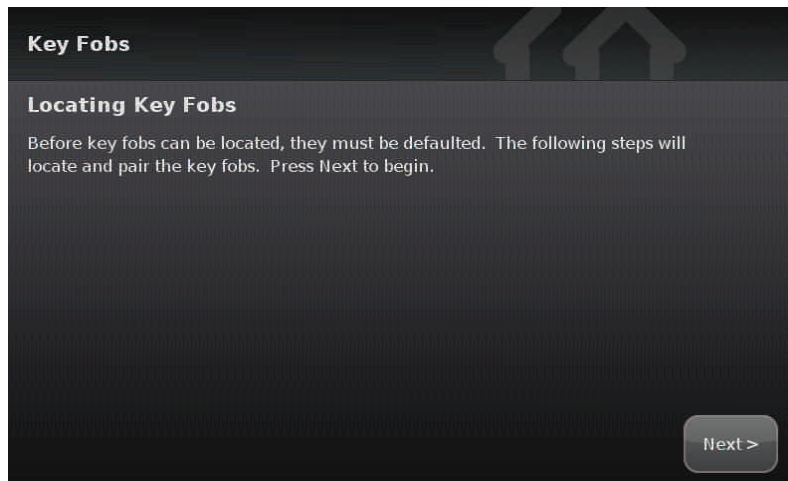 Key Fobs
Locating Key Fobs
Before key fobs can be located, they must be defaulted.  The following steps will
locate and pair the key fobs.  Press Next to begin.
Next >